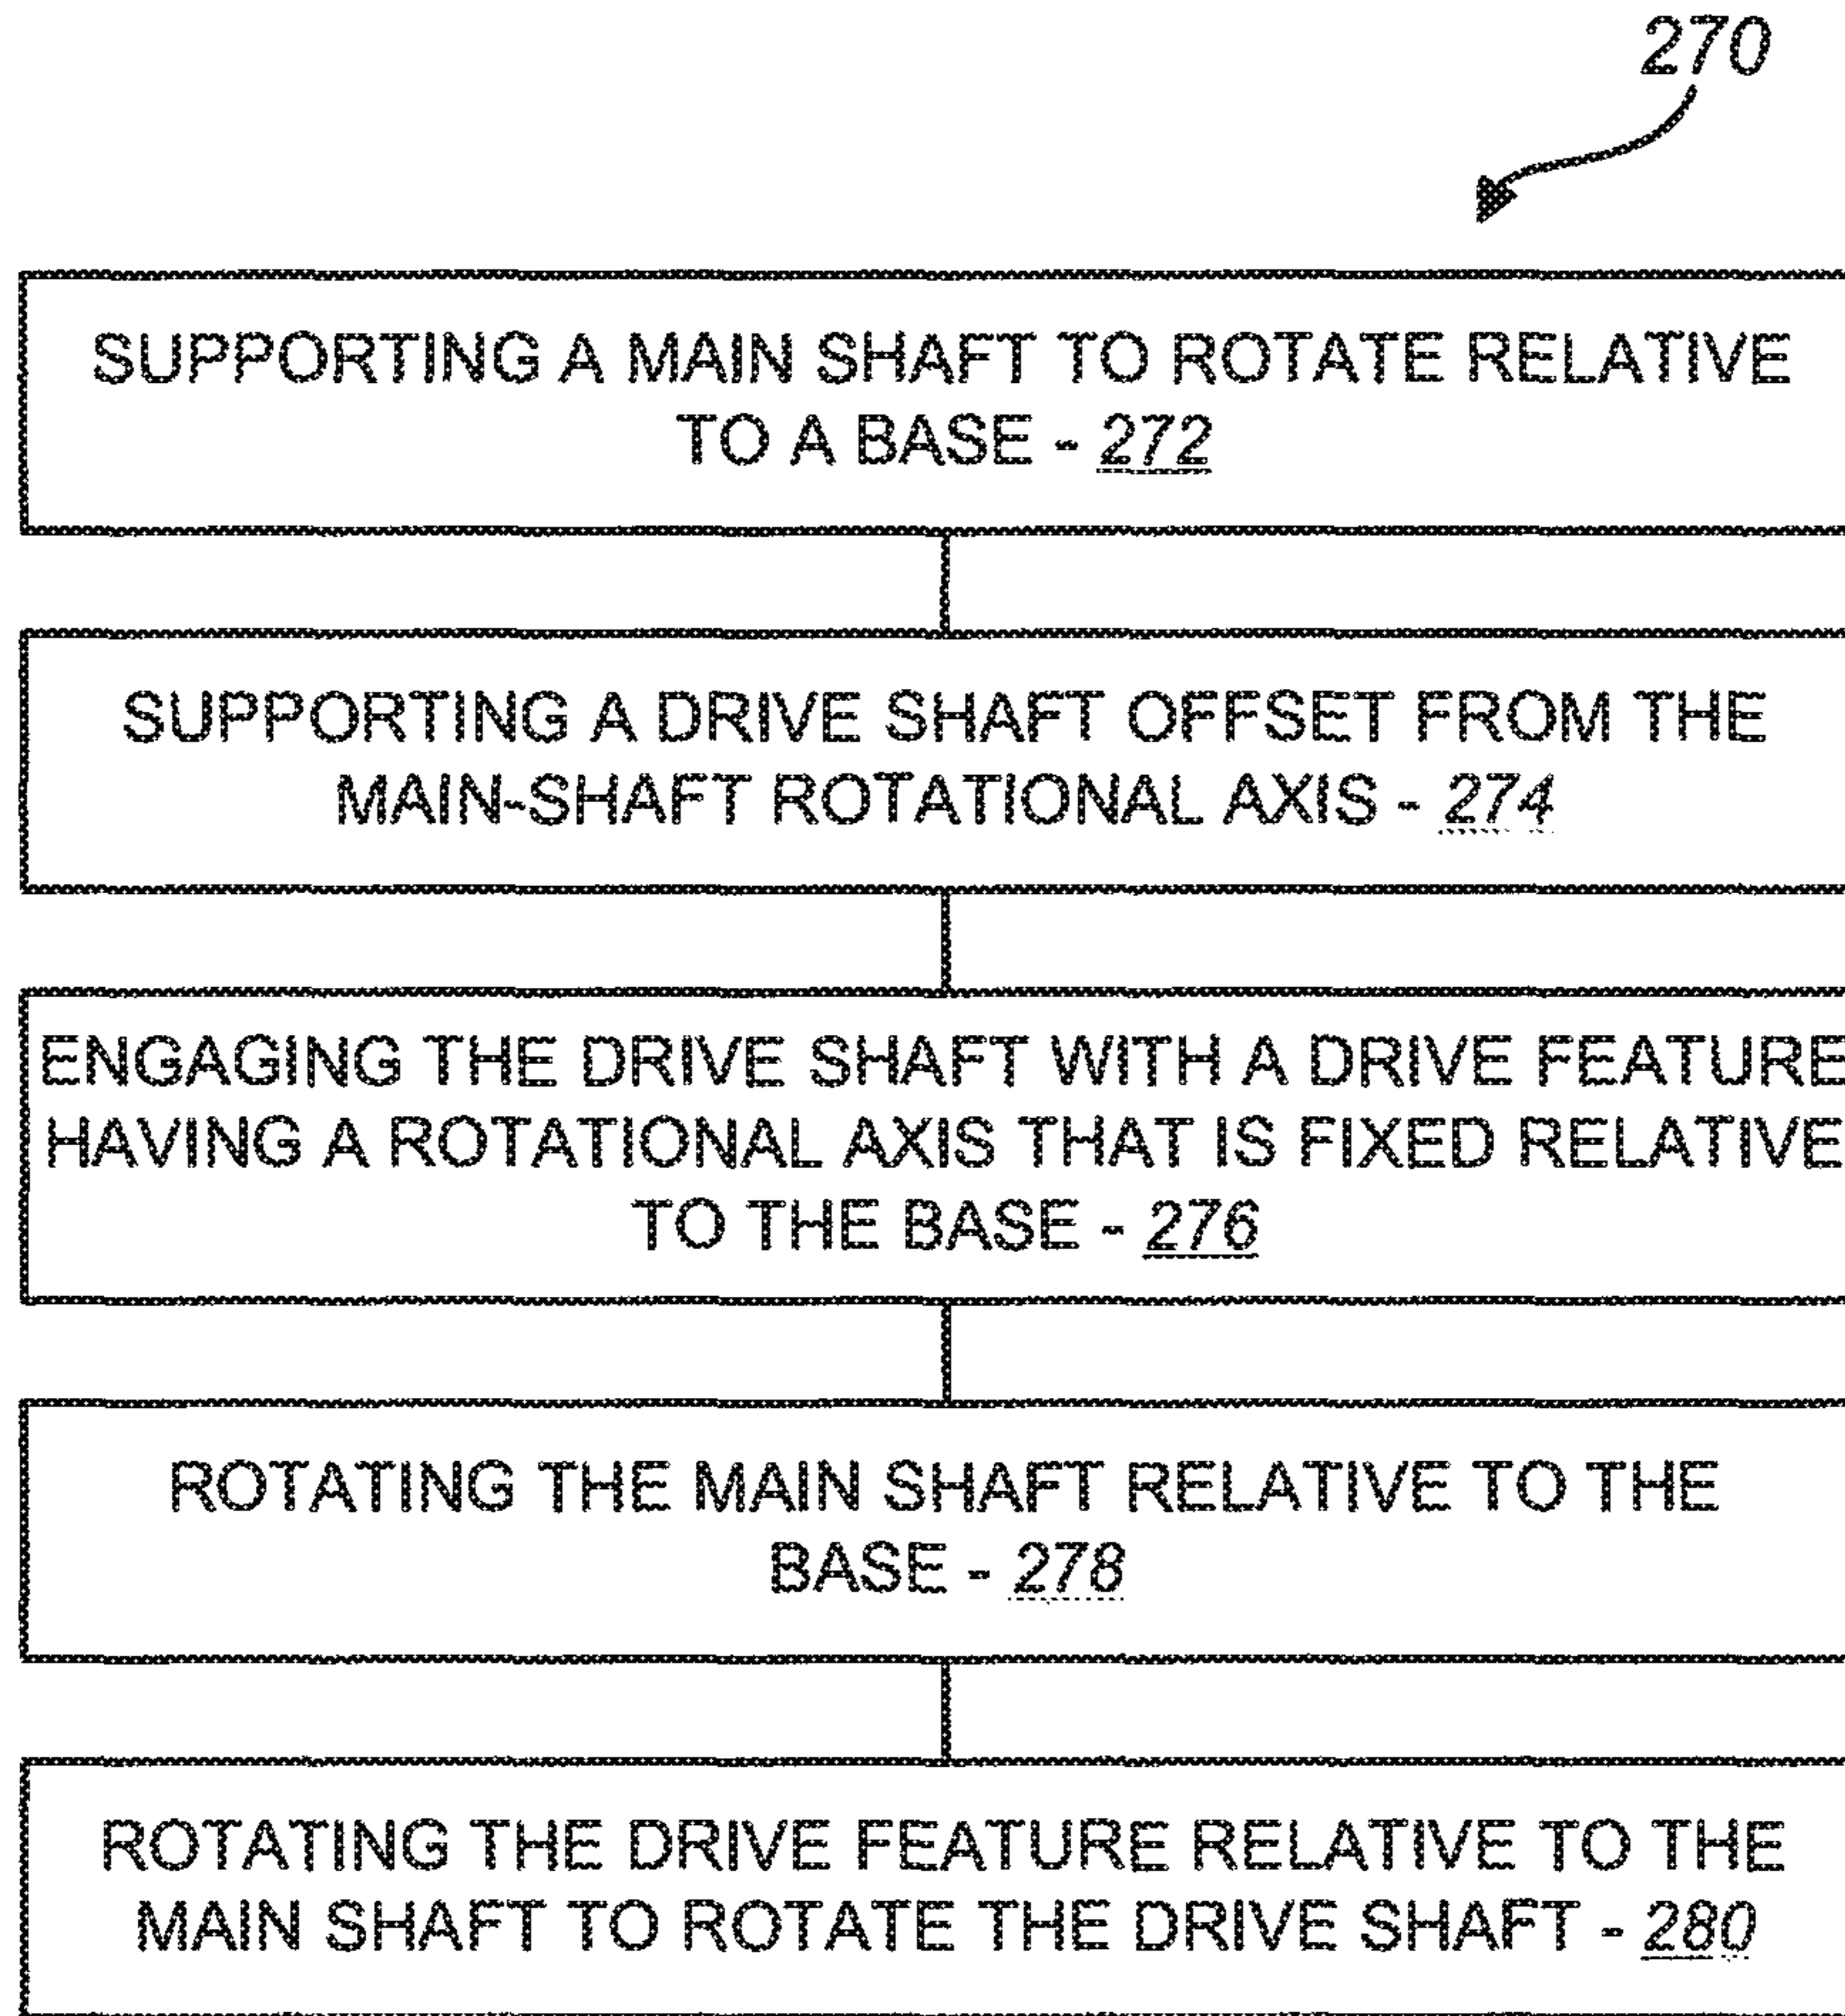 270
SUPPORTING A MAIN SHAFT TO ROTATE RELATIVE
TO A BASE - 272
SUPPORTING A DRIVE SHAFT OFFSET FROM THE
MAIN-SHAFT ROTATIONAL AXIS - 274
ENGAGING THE DRIVE SHAFT WITH A DRIVE FEATURE
HAVING A ROTATIONAL AXIS THAT IS FIXED RELATIVE
TO THE BASE - 276
ROTATING THE MAIN SHAFT RELATIVE TO THE
BASE - 278
ROTATING THE DRIVE FEATURE RELATIVE TO THE
MAIN SHAFT TO ROTATE THE DRIVE SHAFT - 280